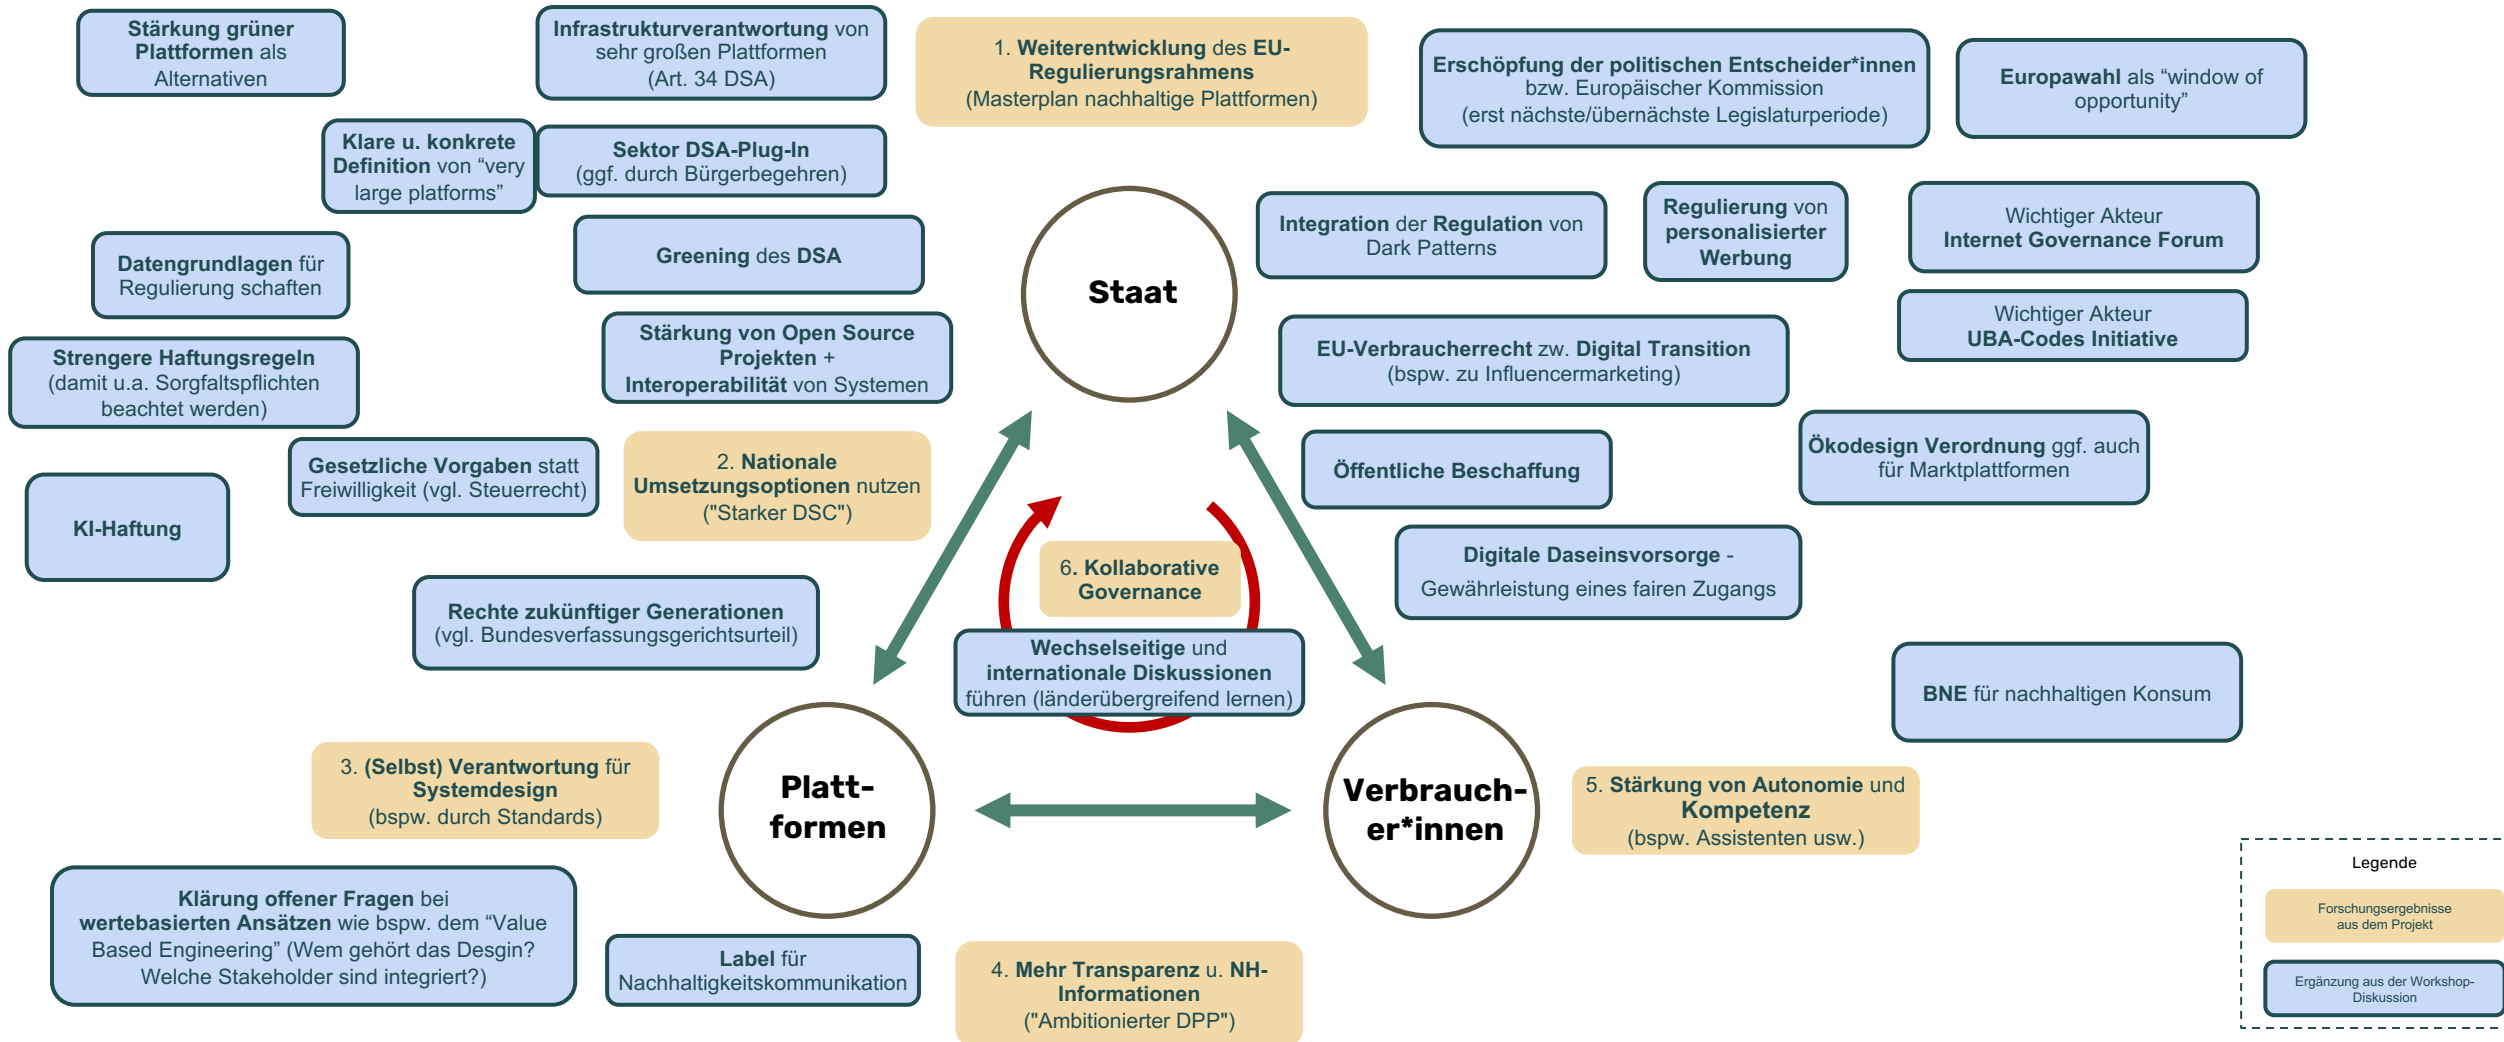 Stärkung grüner
Plattformen als
Alternativen
Infrastrukturverantwortung von
sehr großen Plattformen
(Art. 34 DSA)
1. Weiterentwicklung des EU-
Regulierungsrahmens
(Masterplan nachhaltige Plattformen)
Erschöpfung der politischen Entscheider*innen
bzw. Europäischer Kommission
(erst nächste/übernächste Legislaturperiode)
Europawahl als “window of
opportunity”
Klare u. konkrete
Definition von “very
large platforms”
Sektor DSA-Plug-In
(ggf. durch Bürgerbegehren)
Datengrundlagen für
Regulierung schaften
Greening des DSA
Staat
Integration der Regulation von
Dark Patterns
Regulierung von
personalisierter
Werbung
Wichtiger Akteur
Internet Governance Forum
Wichtiger Akteur
UBA-Codes Initiative
Strengere Haftungsregeln
(damit u.a. Sorgfaltspflichten
beachtet werden)
Stärkung von Open Source
Projekten +
Interoperabilität von Systemen
EU-Verbraucherrecht zw. Digital Transition
(bspw. zu Influencermarketing)
KI-Haftung
Gesetzliche Vorgaben statt
Freiwilligkeit (vgl. Steuerrecht)
2. Nationale
Umsetzungsoptionen nutzen
("Starker DSC")
Öffentliche Beschaffung
Ökodesign Verordnung ggf. auch
für Marktplattformen
6. Kollaborative
Governance
Digitale Daseinsvorsorge -
Gewährleistung eines fairen Zugangs
Rechte zukünftiger Generationen
(vgl. Bundesverfassungsgerichtsurteil)
Wechselseitige und
internationale Diskussionen
führen (länderübergreifend lernen)
BNE für nachhaltigen Konsum
3. (Selbst) Verantwortung für
Systemdesign
(bspw. durch Standards)
Platt-
formen
Verbrauch-
er*innen
5. Stärkung von Autonomie und
Kompetenz
(bspw. Assistenten usw.)
Klärung offener Fragen bei
wertebasierten Ansätzen wie bspw. dem “Value
Based Engineering” (Wem gehört das Desgin?
Welche Stakeholder sind integriert?)
Label für
Nachhaltigkeitskommunikation
4. Mehr Transparenz u. NH-
Informationen
("Ambitionierter DPP")
Legende
Forschungsergebnisse
aus dem Projekt
Ergänzung aus der Workshop-
Diskussion